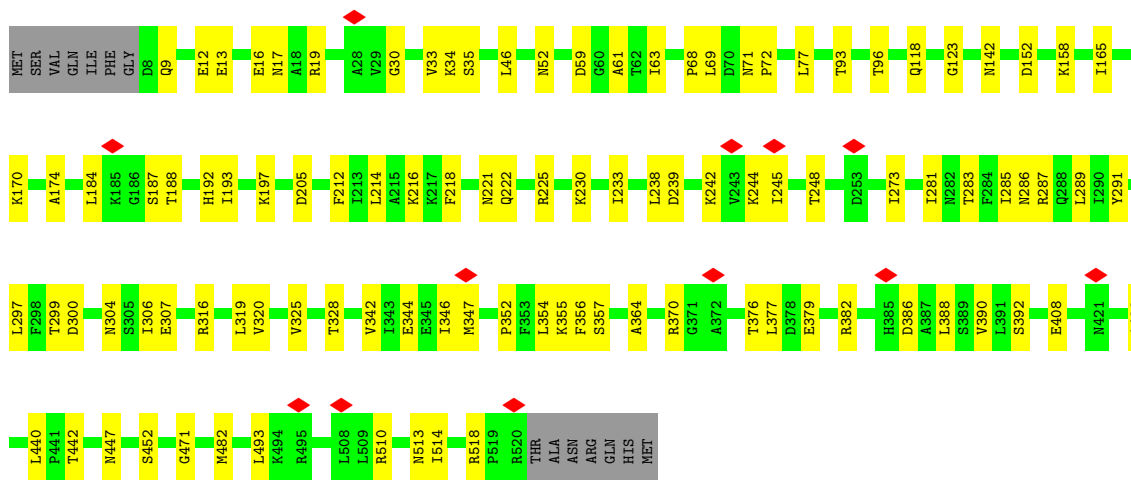 MET SER VAL GLN ILE PHE GLY D8 Q9 E12 E13 E16 N17 A18 R19 A28 V29 G30 V33 K34 S35 L46 N52 D59 G60 A61 T62 I63 P68 L69 D70 N71 P72 L77 T93 T96 Q118 G123 N142 D152 K158 I165
K170 A174 L184 K185 G186 S187 T188 H192 I193 K197 D205 F212 I213 L214 A215 K216 K217 F218 N221 Q222 R225 K230 I233 L238 D239 K242 V243 K244 I245 T248 D253 I273 I281 N282 T283 F284 I285 N286 R287 Q288 L289 I290 Y291
L297 F298 T299 D300 N304 S305 I306 E307 R316 L319 V320 V325 T328 V342 I343 E344 E345 I346 M347 P352 F353 L354 K355 F356 S357 A364 R370 G371 A372 T376 L377 D378 E379 R382 H385 D386 A387 L388 S389 V390 L391 S392 E408 N421
L440 P441 T442 N447 S452 G471 M482 L493 K494 R495 L508 L509 R510 N513 I514 R518 P519 R520 THR ALA ASN ARG GLN HIS MET